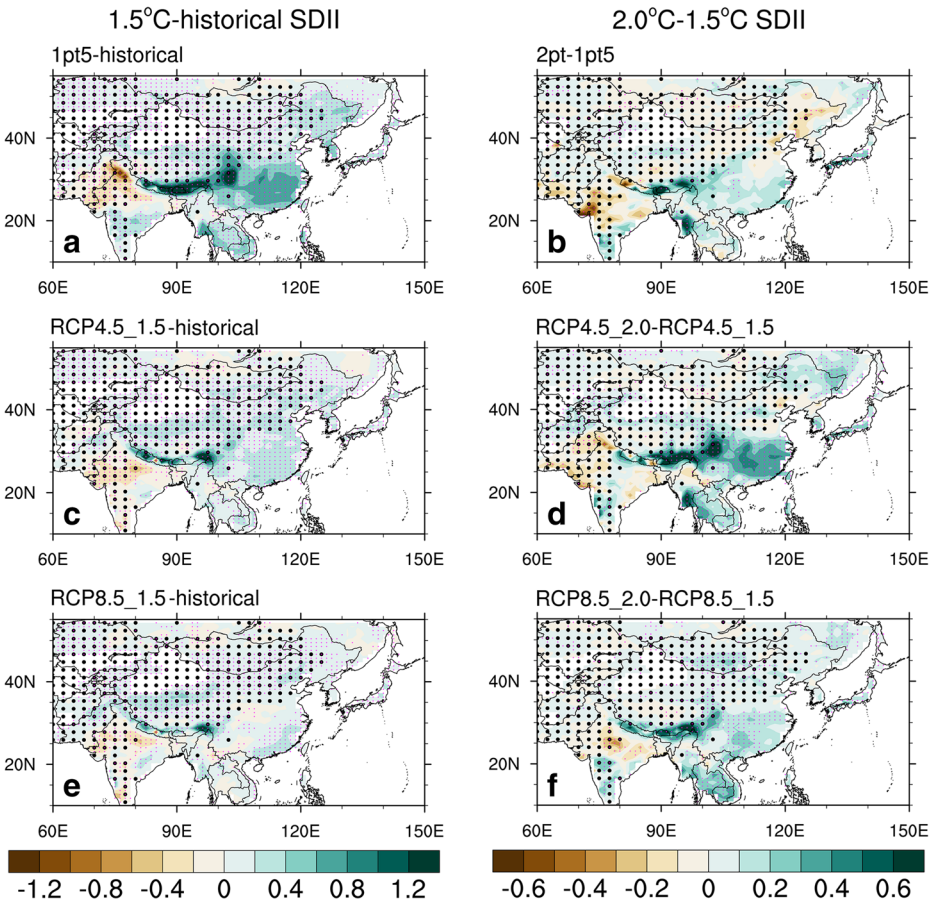 1.5°C-historical SDII
2.0°C-1.5°C SDII
1pt5-historical
2pt-1pt5
40N
20N
a
60E 90E 120E 150E
40N
20N
b
60E 90E 120E 150E
RCP4.5_1.5-historical
RCP4.5_2.0-RCP4.5_1.5
40N
20N
c
60E 90E 120E 150E
40N
20N
d
60E 90E 120E 150E
RCP8.5_1.5-historical
RCP8.5_2.0-RCP8.5_1.5
40N
20N
e
60E 90E 120E 150E
40N
20N
f
60E 90E 120E 150E
-1.2 -0.8 -0.4 0 0.4 0.8 1.2
-0.6 -0.4 -0.2 0 0.2 0.4 0.6